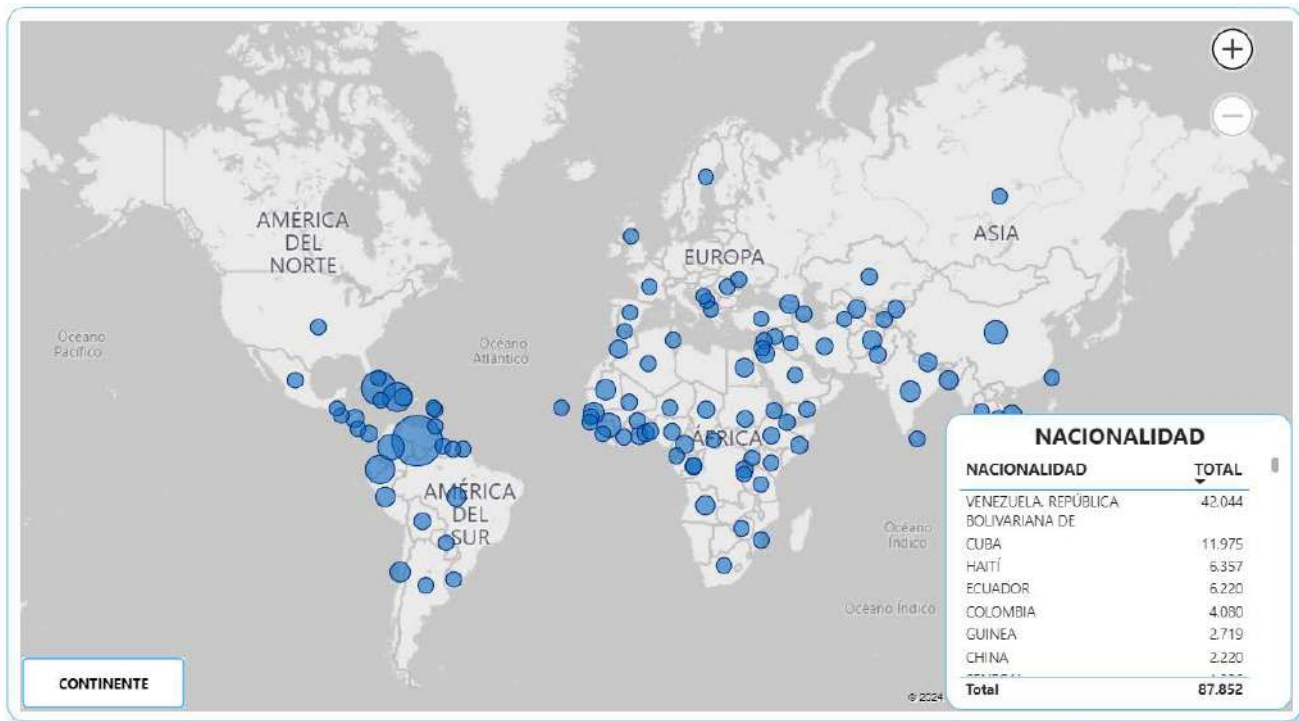 AMÉRICA
DEL
NORTE
EUROPA
ASIA
Océano
Pacífico
Océano
Atlántico
ÁFRICA
AMÉRICA
DEL
SUR
Océano
Índico
Océano Índico
CONTINENTE
© 2024
NACIONALIDAD
NACIONALIDAD TOTAL
VENEZUELA. REPÚBLICA 42.044
BOLIVARIANA DE
CUBA 11.975
HAITÍ 6.357
ECUADOR 6.220
COLOMBIA 4.080
GUINEA 2.719
CHINA 2.220
Total 87.852